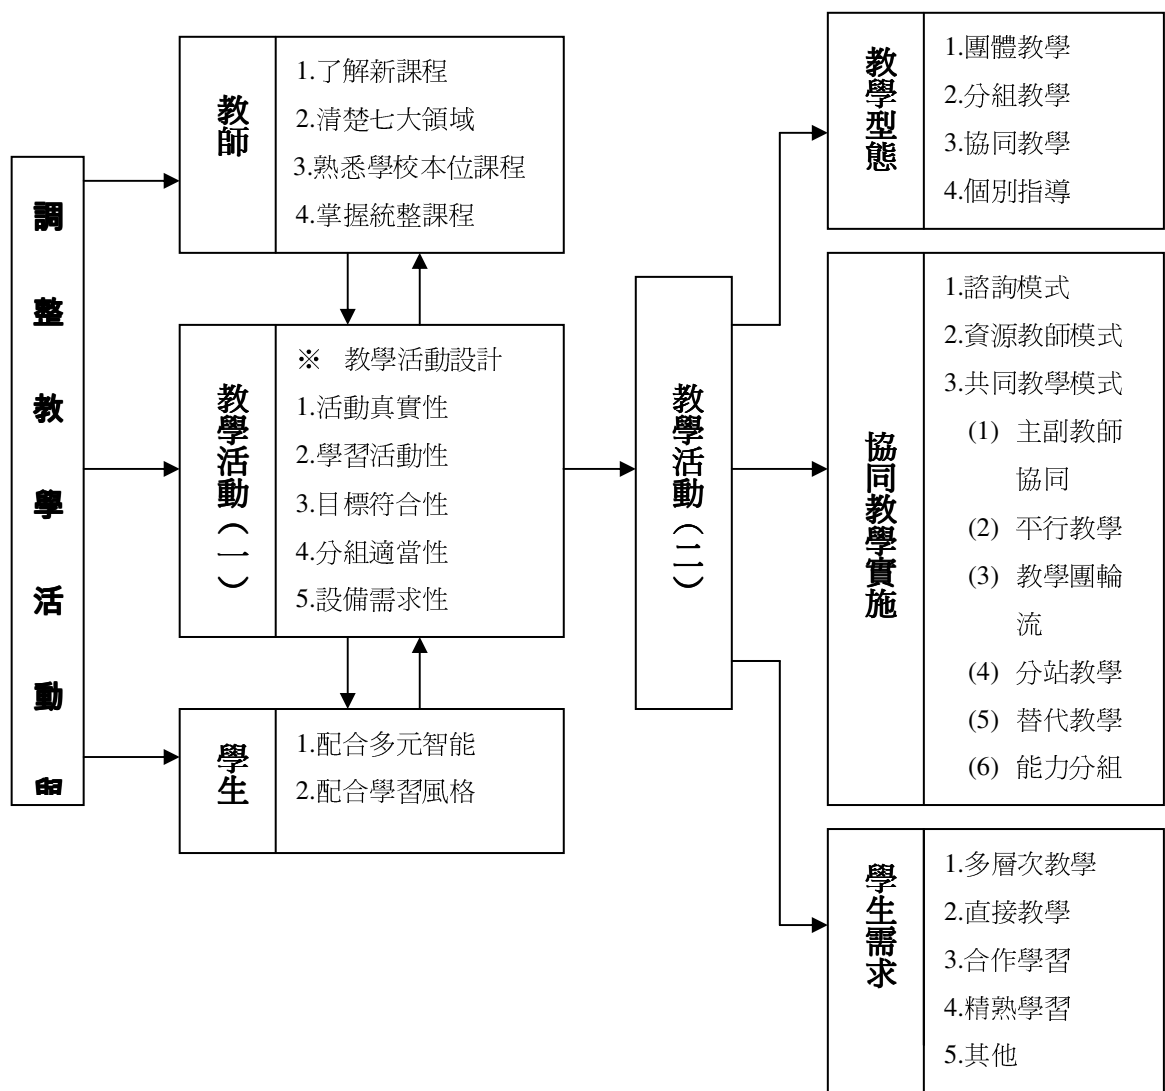 調整教學活動與
教師
1.了解新課程
2.清楚七大領域
3.熟悉學校本位課程
4.掌握統整課程
教學活動(一)
※ 教學活動設計
1.活動真實性
2.學習活動性
3.目標符合性
4.分組適當性
5.設備需求性
學生
1.配合多元智能
2.配合學習風格
教學活動(二)
教學型態
1.團體教學
2.分組教學
3.協同教學
4.個別指導
協同教學實施
1.諮詢模式
2.資源教師模式
3.共同教學模式
(1) 主副教師
協同
(2) 平行教學
(3) 教學團輪
流
(4) 分站教學
(5) 替代教學
(6) 能力分組
學生需求
1.多層次教學
2.直接教學
3.合作學習
4.精熟學習
5.其他